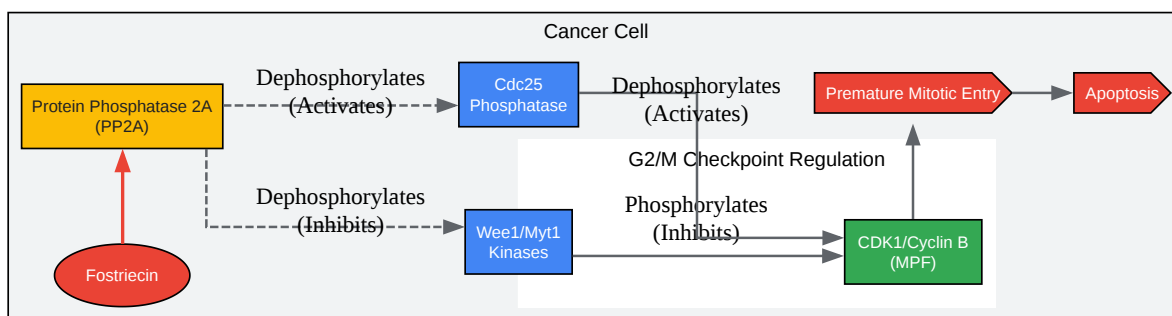 Cancer Cell
Protein Phosphatase 2A
(PP2A)
Dephosphorylates
(Activates)
Cdc25
Phosphatase
Dephosphorylates
(Activates)
Premature Mitotic Entry
Apoptosis
G2/M Checkpoint Regulation
Dephosphorylates
(Inhibits)
Wee1/Myt1
Kinases
Phosphorylates
(Inhibits)
CDK1/Cyclin B
(MPF)
Fostriecin